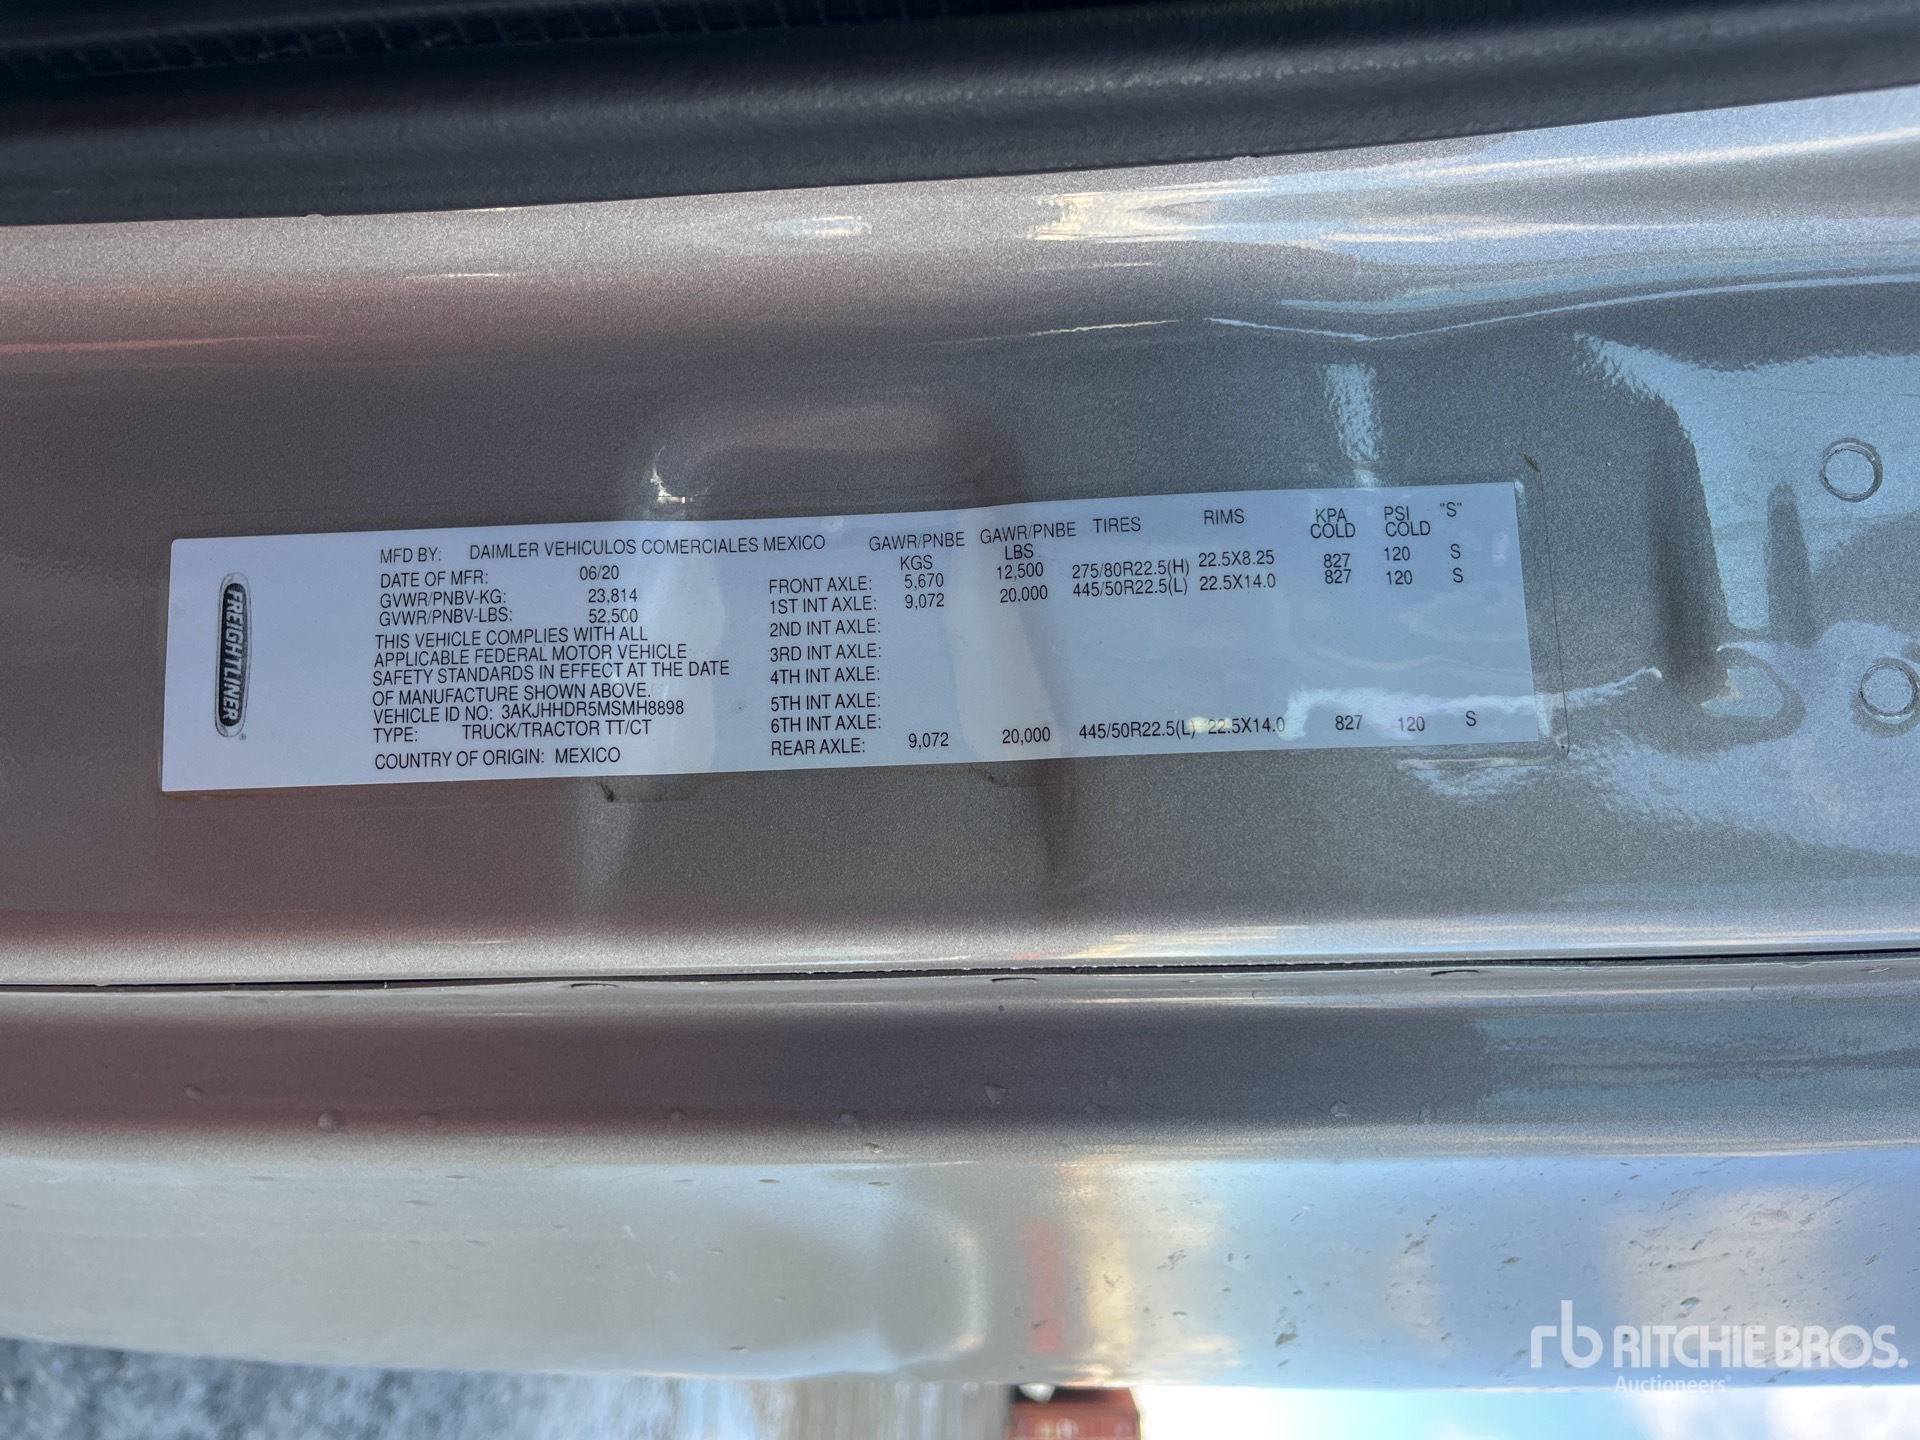 FREIGHTLINER
MFD BY: DAIMLER VEHICULOS COMERCIALES MEXICO
DATE OF MFR: 06/20
GVWR/PNBV-KG: 23,814
GVWR/PNBV-LBS: 52,500
THIS VEHICLE COMPLIES WITH ALL
APPLICABLE FEDERAL MOTOR VEHICLE
SAFETY STANDARDS IN EFFECT AT THE DATE
OF MANUFACTURE SHOWN ABOVE.
VEHICLE ID NO: 3AKJHHDR5MSMH8898
TYPE: TRUCK/TRACTOR TT/CT
COUNTRY OF ORIGIN: MEXICO
GAWR/PNBE GAWR/PNBE TIRES RIMS KPA PSI "S"
KGS LBS COLD COLD
FRONT AXLE: 5,670 12,500 275/80R22.5(H) 22.5X8.25 827 120 S
1ST INT AXLE: 9,072 20,000 445/50R22.5(L) 22.5X14.0 827 120 S
2ND INT AXLE:
3RD INT AXLE:
4TH INT AXLE:
5TH INT AXLE:
6TH INT AXLE:
REAR AXLE: 9,072 20,000 445/50R22.5(L) 22.5X14.0 827 120 S
rb RITCHIE BROS.
Auctioneers